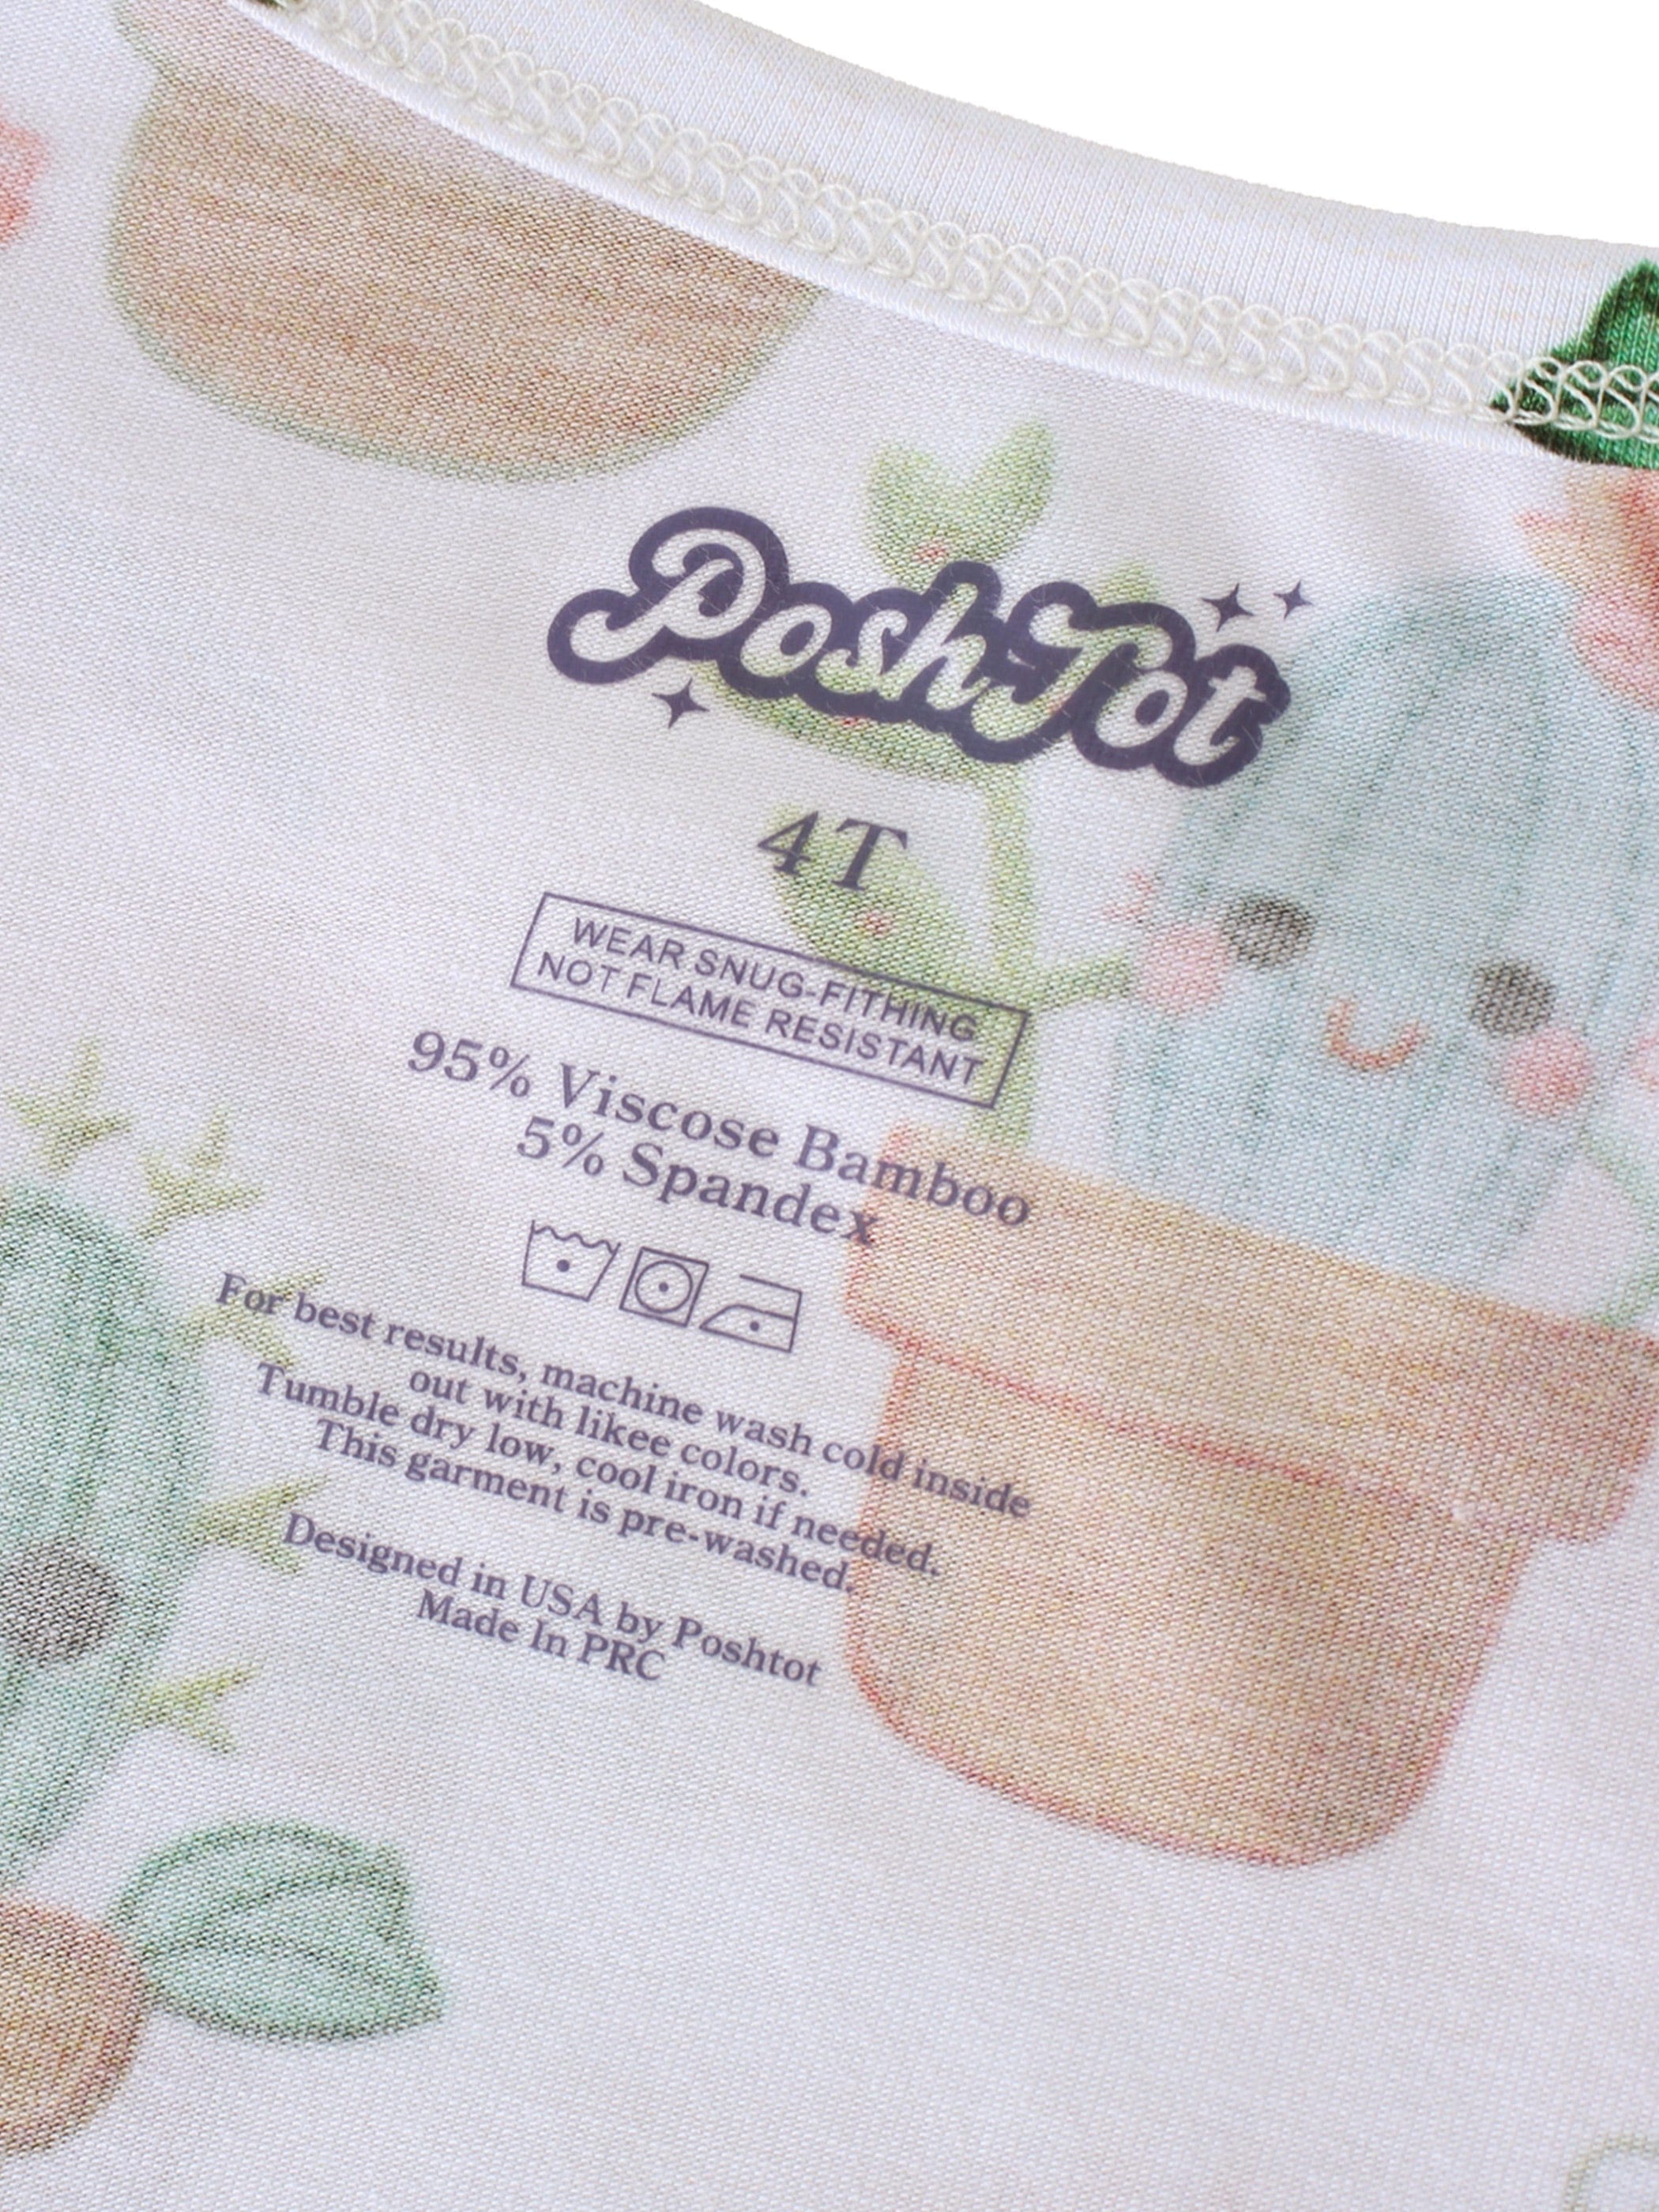 PoshTot
4T
WEAR SNUG-FITHING
NOT FLAME RESISTANT
95% Viscose Bamboo
5% Spandex
For best results, machine wash cold inside
out with likee colors.
Tumble dry low, cool iron if needed.
This garment is pre-washed.
Designed in USA by Poshtot
Made In PRC